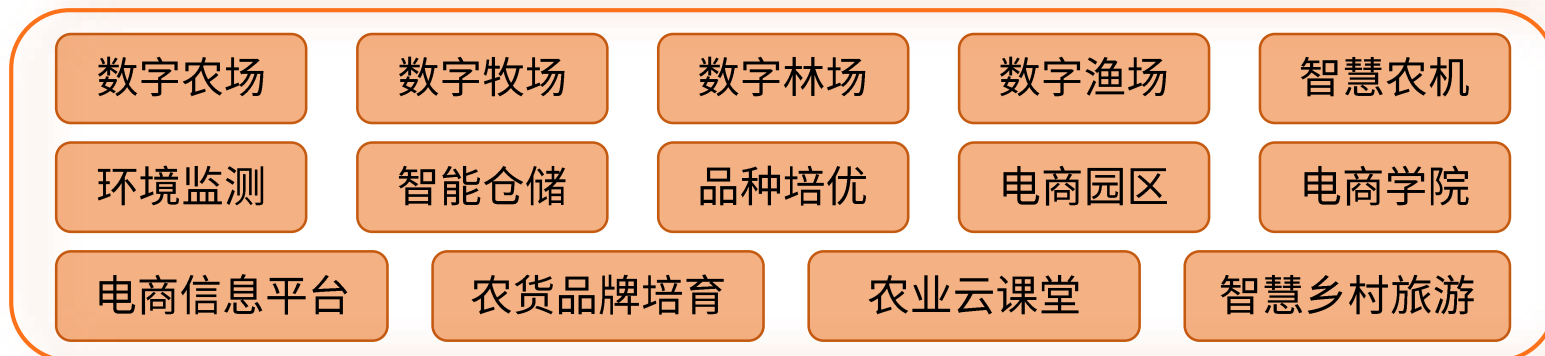 数字农场 数字牧场 数字林场 数字渔场 智慧农机
环境监测 智能仓储 品种培优 电商园区 电商学院
电商信息平台 农货品牌培育 农业云课堂 智慧乡村旅游